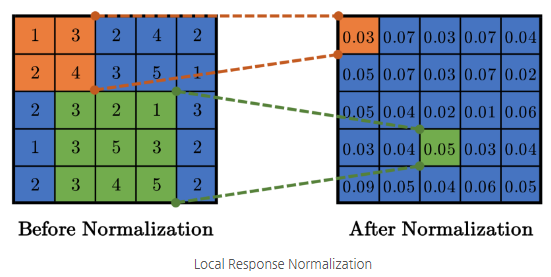 1 3 2 4 2 0.03 0.07 0.03 0.07 0.04
2 4 3 5 1 0.05 0.07 0.03 0.07 0.05
2 3 2 1 3 0.05 0.04 0.02 0.01 0.06
1 3 5 3 2 0.03 0.04 0.05 0.03 0.04
2 3 4 5 2 0.09 0.05 0.04 0.06 0.05
Before Normalization After Normalization
Local Response Normalization